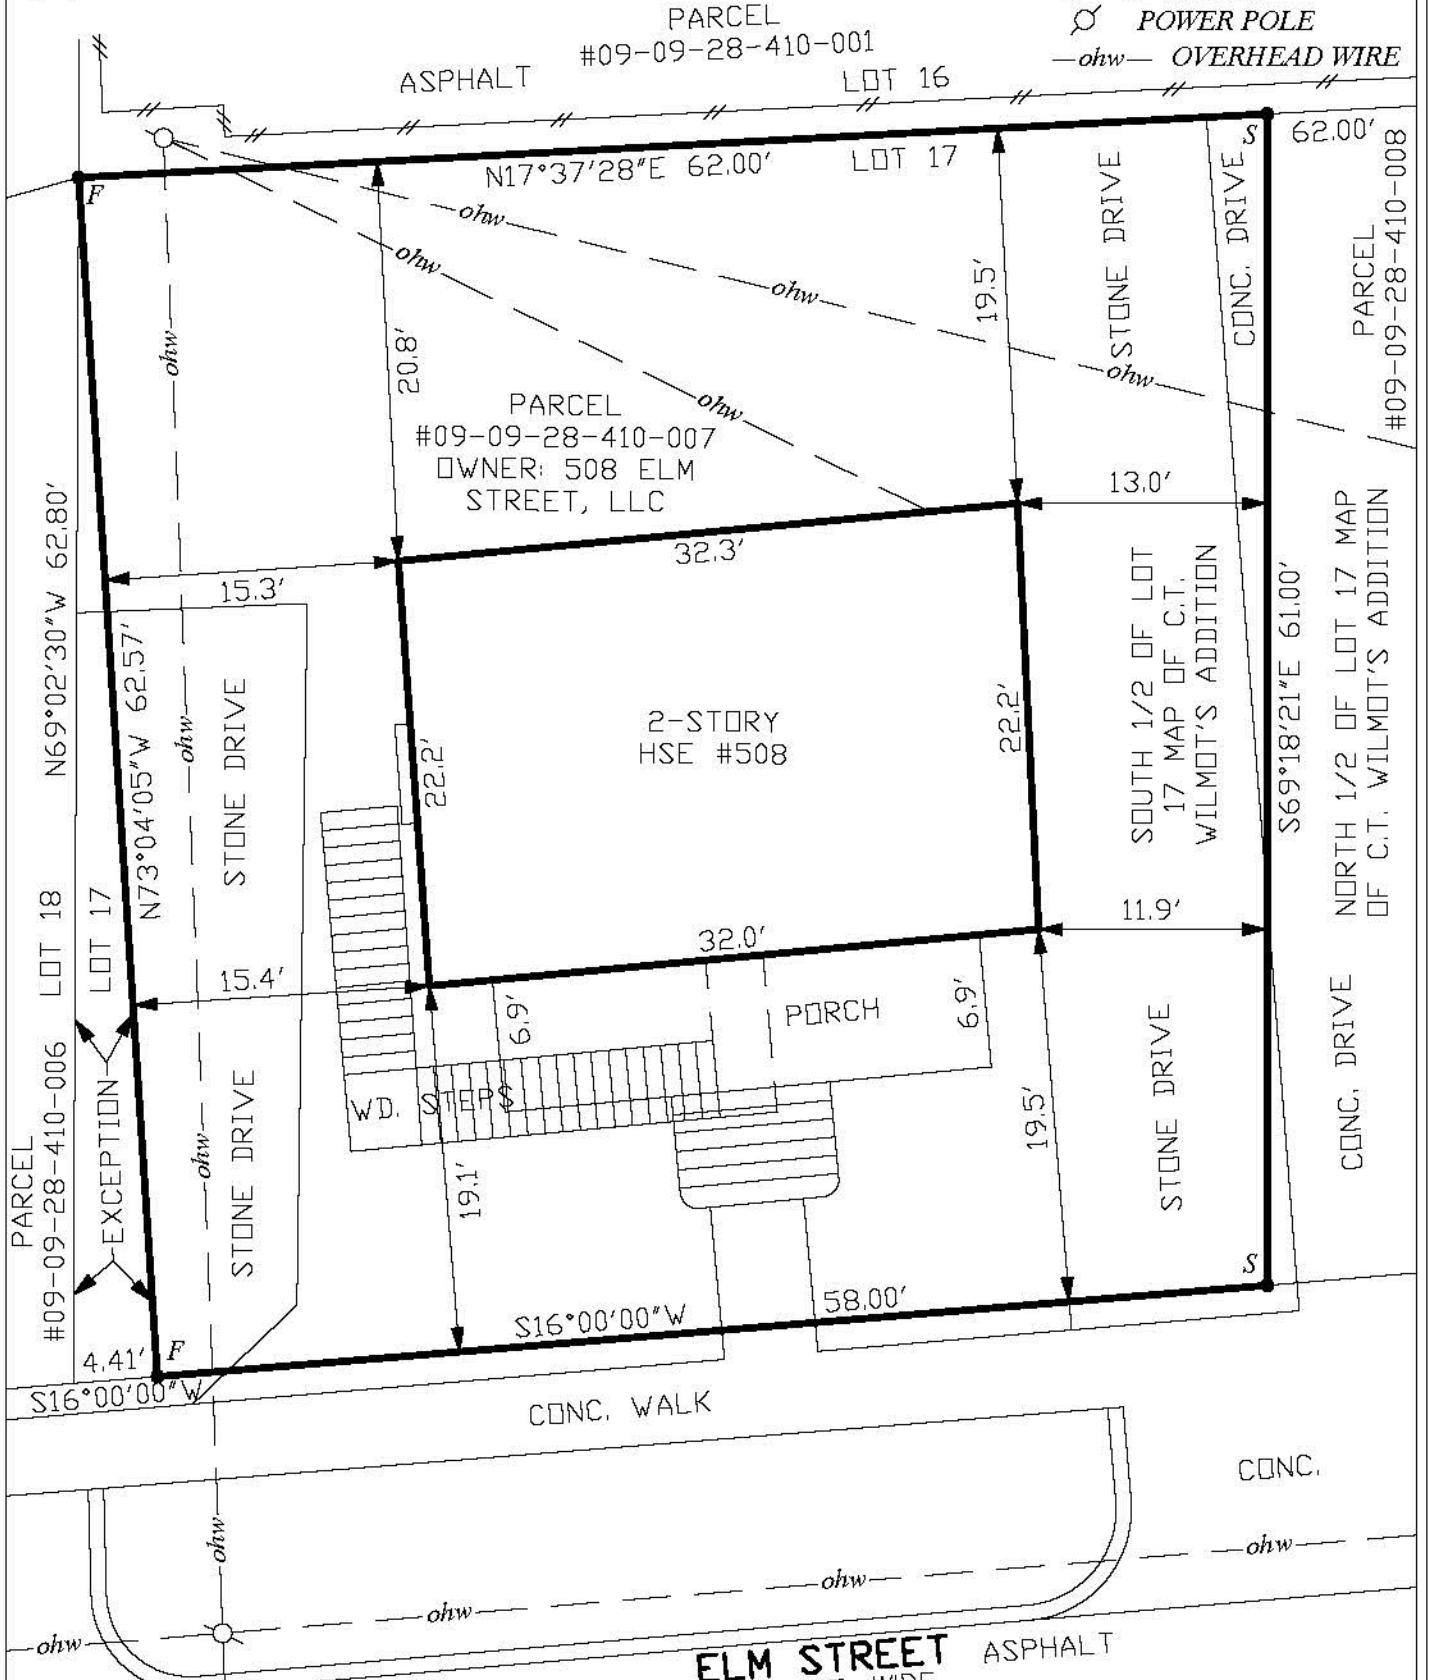 PARCEL
#09-09-28-410-001
POWER POLE
—ohw— OVERHEAD WIRE
ASPHALT
LOT 16
S
62.00'
F
N17°37'28"E 62.00'
LOT 17
ohw
ohw
ohw
ohw
ohw
ohw
20.8'
19.5'
STONE DRIVE
CONC. DRIVE
PARCEL
#09-09-28-410-008
PARCEL
#09-09-28-410-007
OWNER: 508 ELM
STREET, LLC
13.0'
32.3'
15.3'
N69°02'30"W 62.80'
N73°04'05"W 62.57'
STONE DRIVE
ohw
22.2'
2-STORY
HSE #508
22.2'
SOUTH 1/2 OF LOT
17 MAP OF C.T.
WILMOT'S ADDITION
S69°18'21"E 61.00'
NORTH 1/2 OF LOT 17 MAP
OF C.T. WILMOT'S ADDITION
LOT 18
LOT 17
32.0'
11.9'
15.4'
6.9'
PORCH
6.9'
WD. STEPS
PARCEL
#09-09-28-410-006
EXCEPTION
ohw
STONE DRIVE
19.1'
19.5'
STONE DRIVE
CONC. DRIVE
S
F
4.41'
S16°00'00"W
S16°00'00"W
58.00'
CONC. WALK
CONC.
ohw
ohw
ohw
ohw
ohw
ELM STREET
ASPHALT